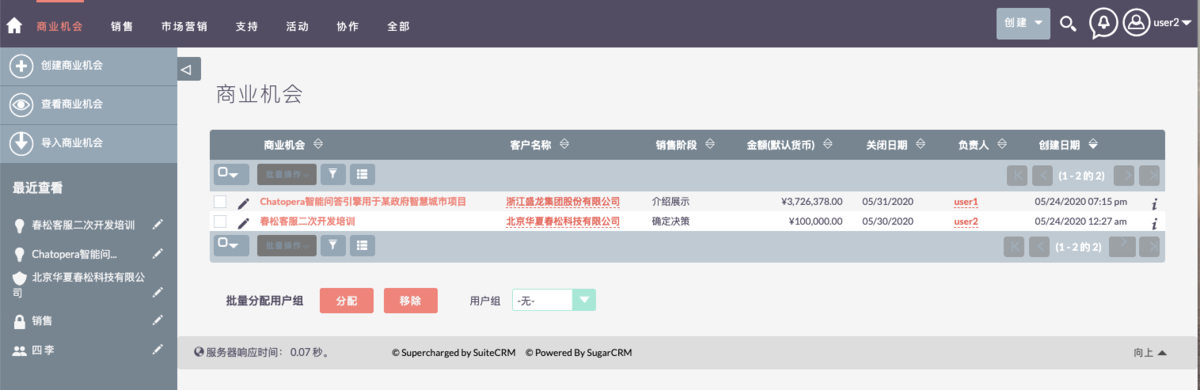 商业机会 销售 市场营销 支持 活动 协作 全部 创建 user2
创建商业机会
查看商业机会
导入商业机会
最近查看
春松客服二次开发培训
Chatopera智能问...
北京华夏春松科技有限公
司
销售
四 李
商业机会
商业机会 客户名称 销售阶段 金额(默认货币) 关闭日期 负责人 创建日期
批量操作 (1 - 2 的 2)
Chatopera智能问答引擎用于某政府智慧城市项目 浙江盛龙集团股份有限公司 介绍展示 ¥3,726,378.00 05/31/2020 user1 05/24/2020 07:15 pm
春松客服二次开发培训 北京华夏春松科技有限公司 确定决策 ¥100,000.00 05/30/2020 user2 05/24/2020 12:27 am
批量操作 (1 - 2 的 2)
批量分配用户组 分配 移除 用户组 -无-
服务器响应时间： 0.07 秒。 © Supercharged by SuiteCRM © Powered By SugarCRM 向上